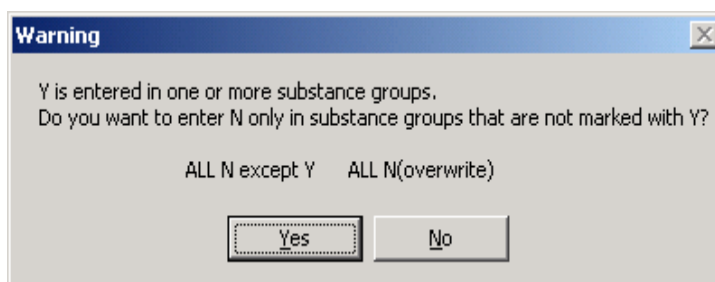 Warning
Y is entered in one or more substance groups.
Do you want to enter N only in substance groups that are not marked with Y?
ALL N except Y ALL N(overwrite)
Yes No